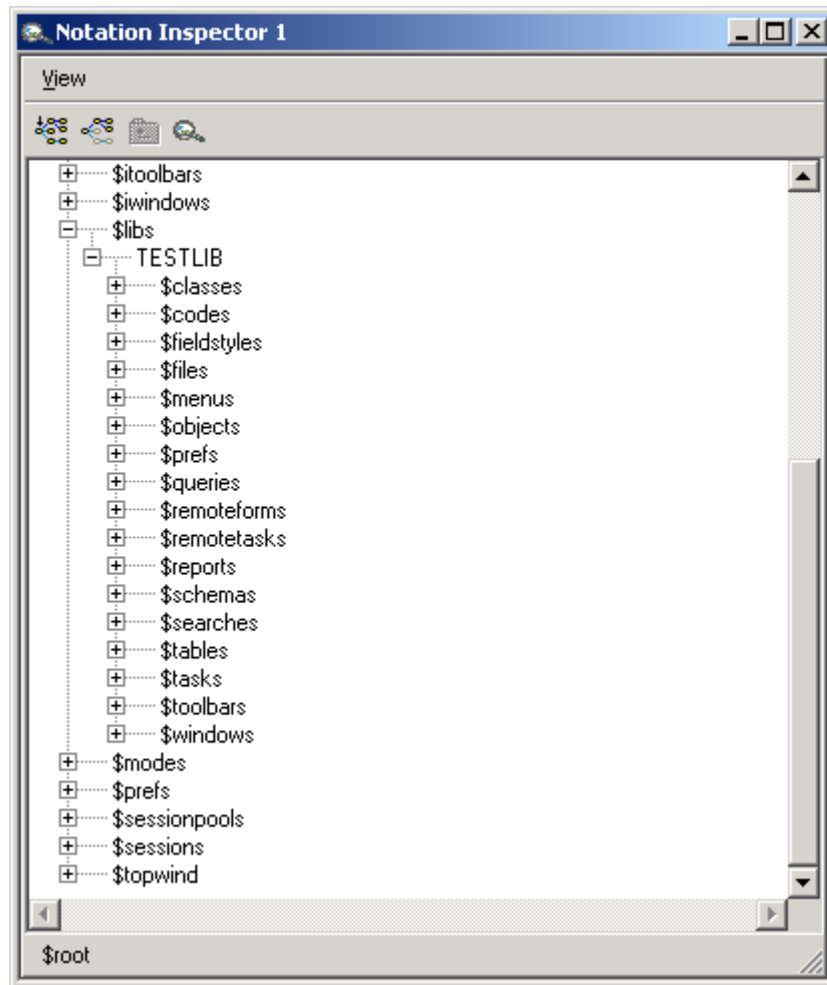 Notation Inspector 1
View
$itoolbars
$iwindows
$libs
TESTLIB
$classes
$codes
$fieldstyles
$files
$menus
$objects
$prefs
$queries
$remoteforms
$remotetasks
$reports
$schemas
$searches
$tables
$tasks
$toolbars
$windows
$modes
$prefs
$sessionpools
$sessions
$topwind
$root